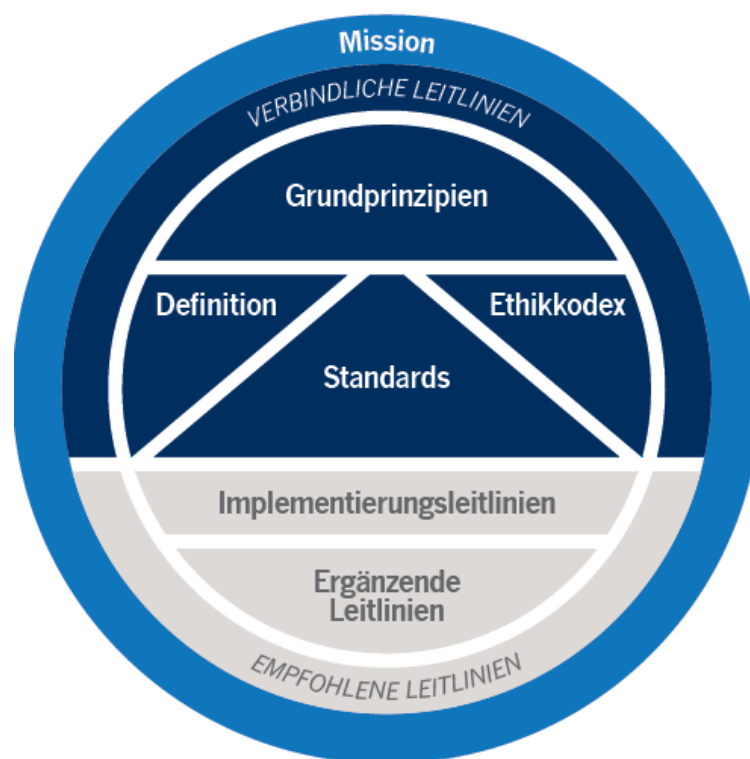 Mission
VERBINDLICHE LEITLINIEN
Grundprinzipien
Definition
Ethikkodex
Standards
Implementierungsleitlinien
Ergänzende
Leitlinien
EMPFOHLENE LEITLINIEN